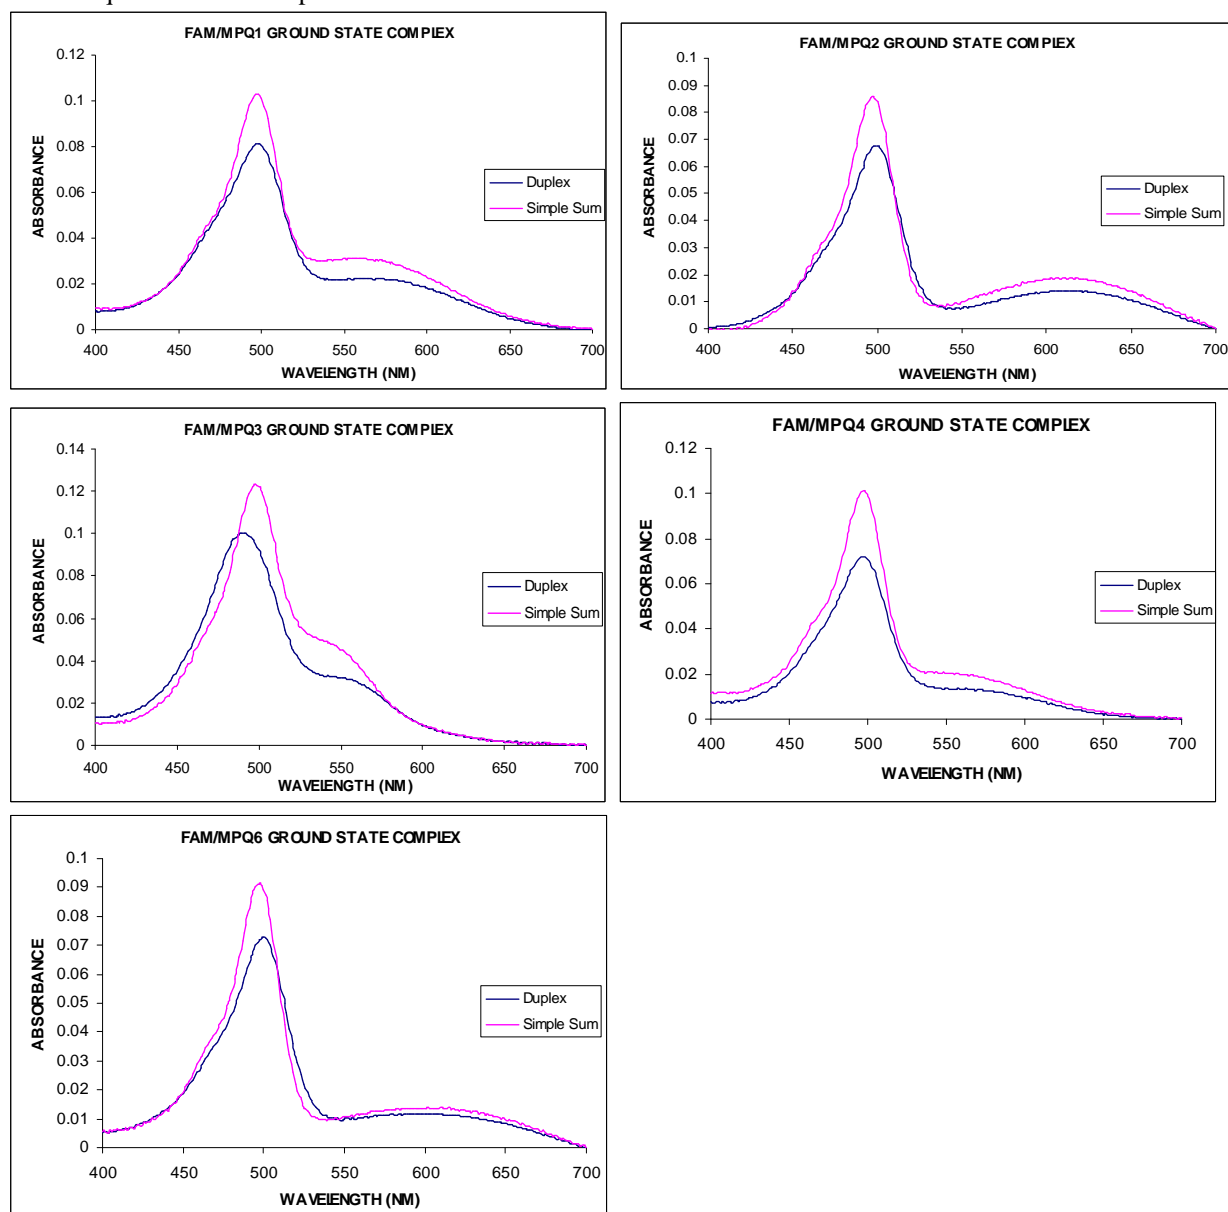 FAM/MPQ1 GROUND STATE COMPLEX
0.12
0.1
0.08
0.06
0.04
0.02
0
ABSORBANCE
400 450 500 550 600 650 700
WAVELENGTH (NM)
Duplex
Simple Sum
FAM/MPQ2 GROUND STATE COMPLEX
0.1
0.09
0.08
0.07
0.06
0.05
0.04
0.03
0.02
0.01
0
ABSORBANCE
400 450 500 550 600 650 700
WAVELENGTH (NM)
Duplex
Simple Sum
FAM/MPQ3 GROUND STATE COMPLEX
0.14
0.12
0.1
0.08
0.06
0.04
0.02
0
ABSORBANCE
400 450 500 550 600 650 700
WAVELENGTH (NM)
Duplex
Simple Sum
FAM/MPQ4 GROUND STATE COMPLEX
0.12
0.1
0.08
0.06
0.04
0.02
0
ABSORBANCE
400 450 500 550 600 650 700
WAVELENGTH (NM)
Duplex
Simple Sum
FAM/MPQ6 GROUND STATE COMPLEX
0.1
0.09
0.08
0.07
0.06
0.05
0.04
0.03
0.02
0.01
0
ABSORBANCE
400 450 500 550 600 650 700
WAVELENGTH (NM)
Duplex
Simple Sum